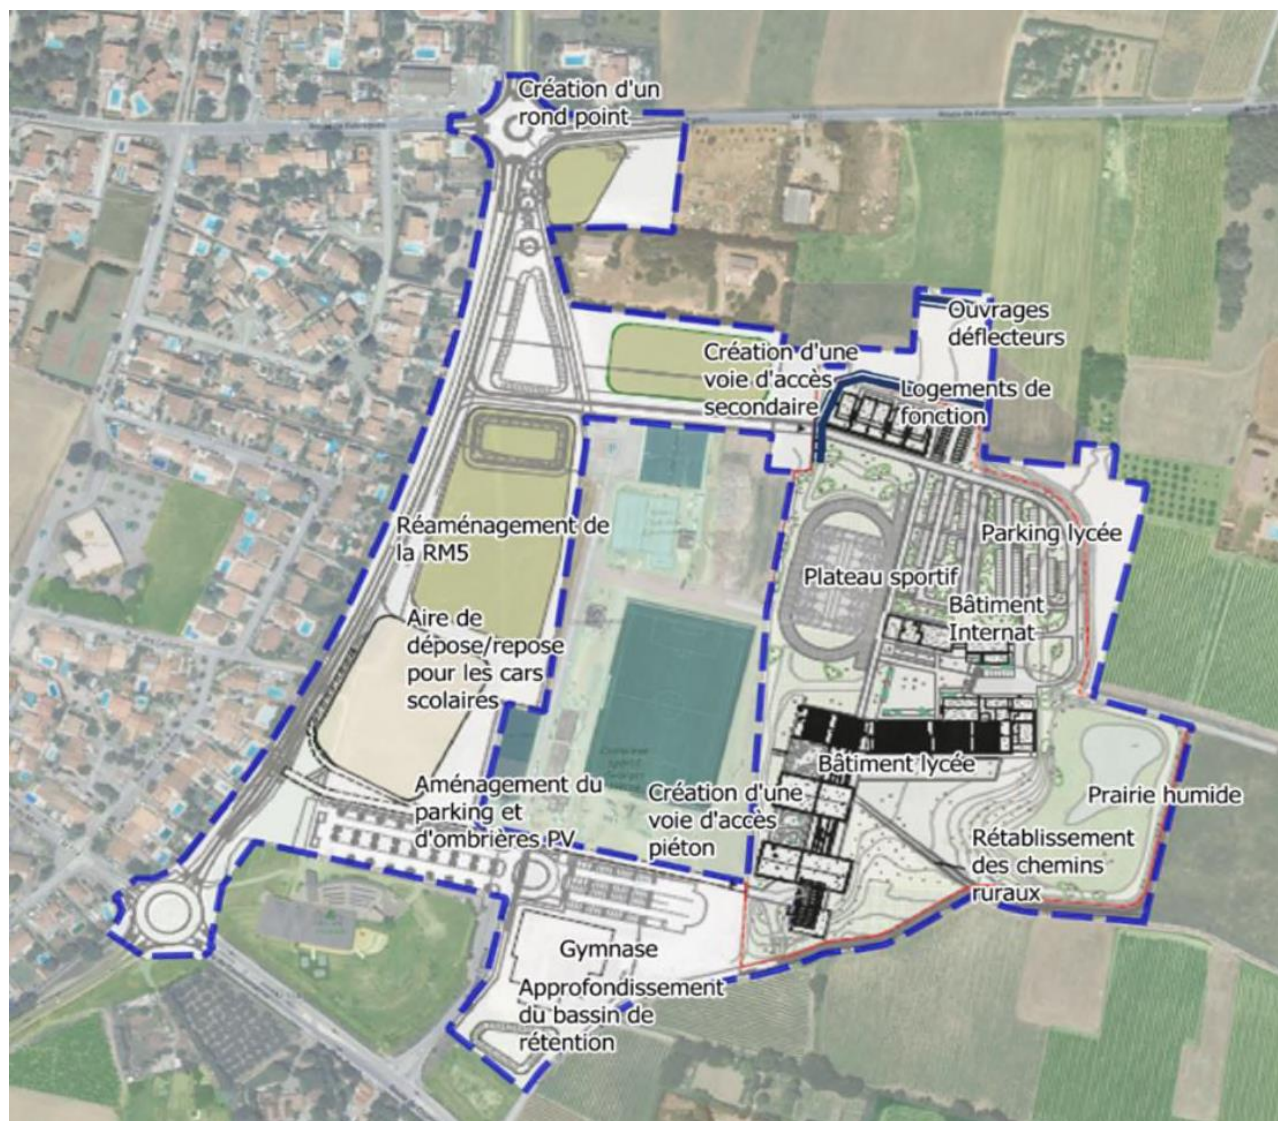 Création d'un
rond point
Ouvrages
déflecteurs
Création d'une
voie d'accès
secondaire
Logements de
fonction
Réaménagement de
la RM5
Parking lycée
Plateau sportif
Bâtiment
Internat
Aire de
dépose/repose
pour les cars
scolaires
Bâtiment lycée
Aménagement du
parking et
d'ombrières PV
Création d'une
voie d'accès
piéton
Prairie humide
Rétablissement
des chemins
ruraux
Gymnase
Approfondissement
du bassin de
rétention